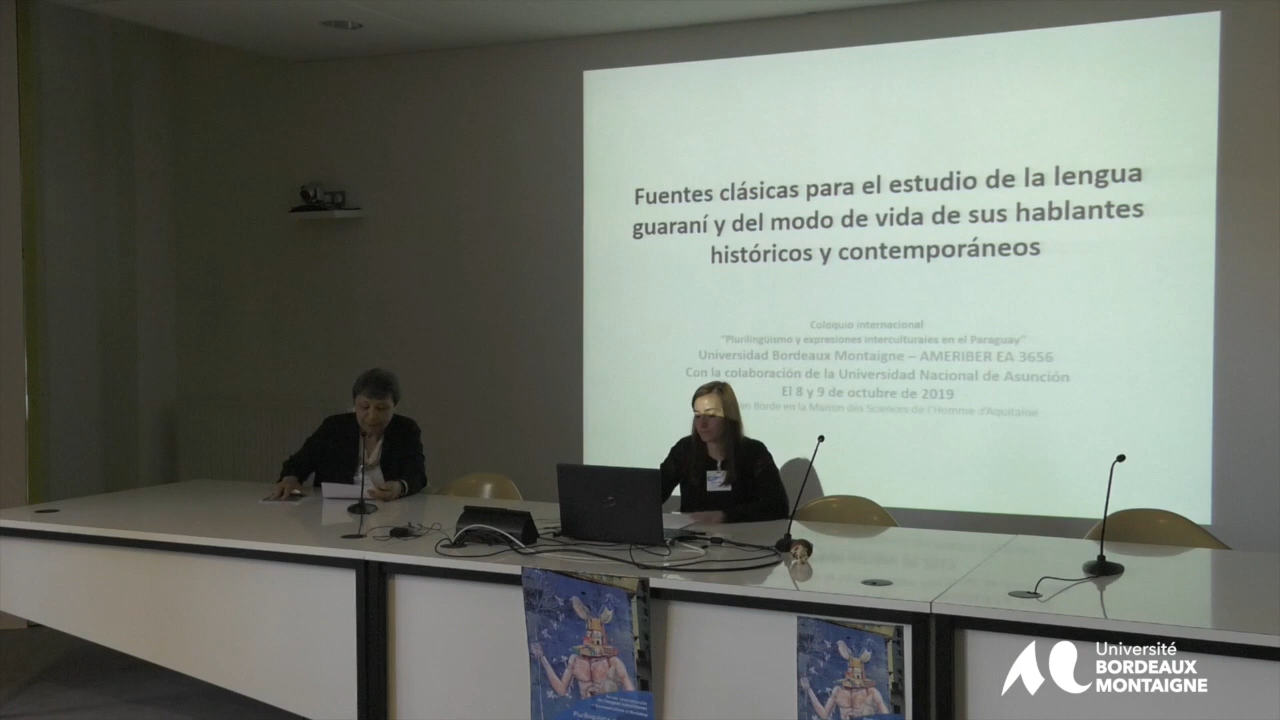 Fuentes clásicas para el estudio de la lengua
guaraní y del modo de vida de sus hablantes
históricos y contemporáneos
Coloquio internacional
"Plurilingüismo y expresiones interculturales en el Paraguay"
Universidad Bordeaux Montaigne – AMERIBER EA 3656
Con la colaboración de la Universidad Nacional de Asunción
El 8 y 9 de octubre de 2019
en la Maison des Sciences de l'Homme d'Aquitaine
Université
BORDEAUX
MONTAIGNE